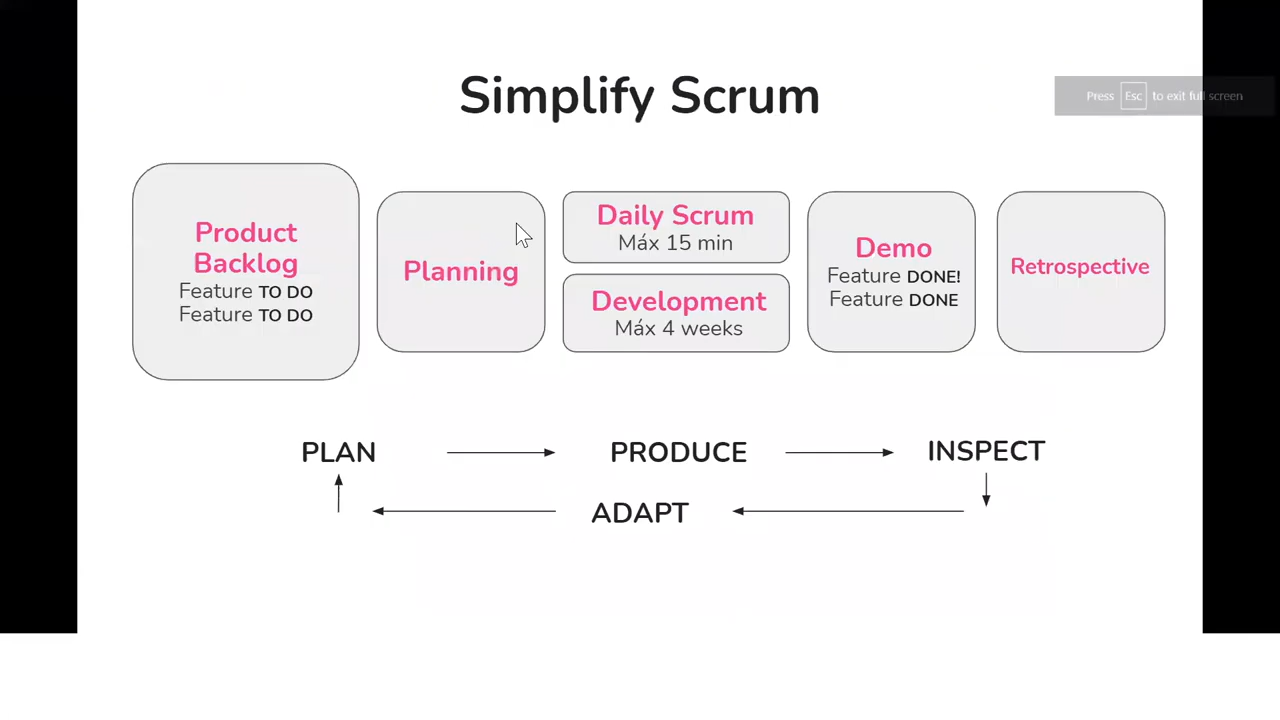 Simplify Scrum
Press Esc to exit full screen
Product
Backlog
Feature TO DO
Feature TO DO
Planning
Daily Scrum
Máx 15 min
Development
Máx 4 weeks
Demo
Feature DONE!
Feature DONE
Retrospective
PLAN
PRODUCE
INSPECT
ADAPT